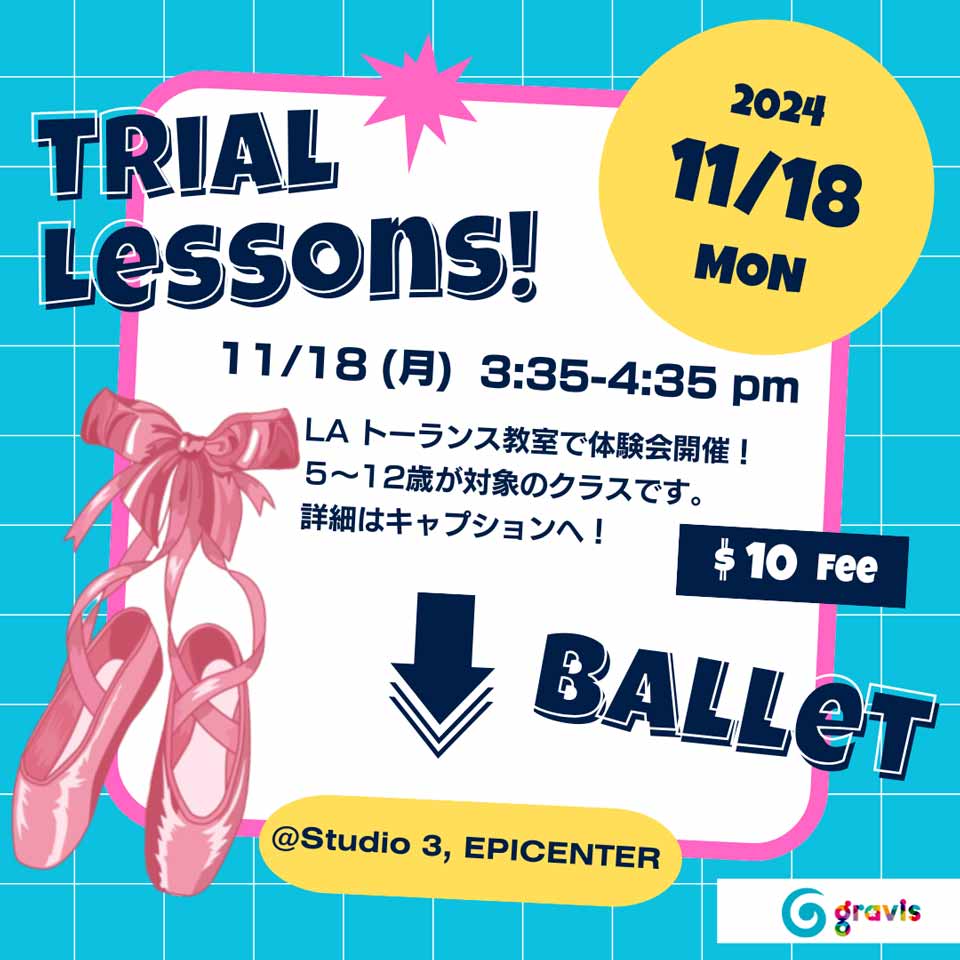 TRIAL
Lessons!
2024
11/18
MON
11/18 (月) 3:35-4:35 pm
LA トーランス教室で体験会開催！
5～12歳が対象のクラスです。
詳細はキャプションへ！
$ 10 Fee
BALLeT
@Studio 3, EPICENTER
gravis